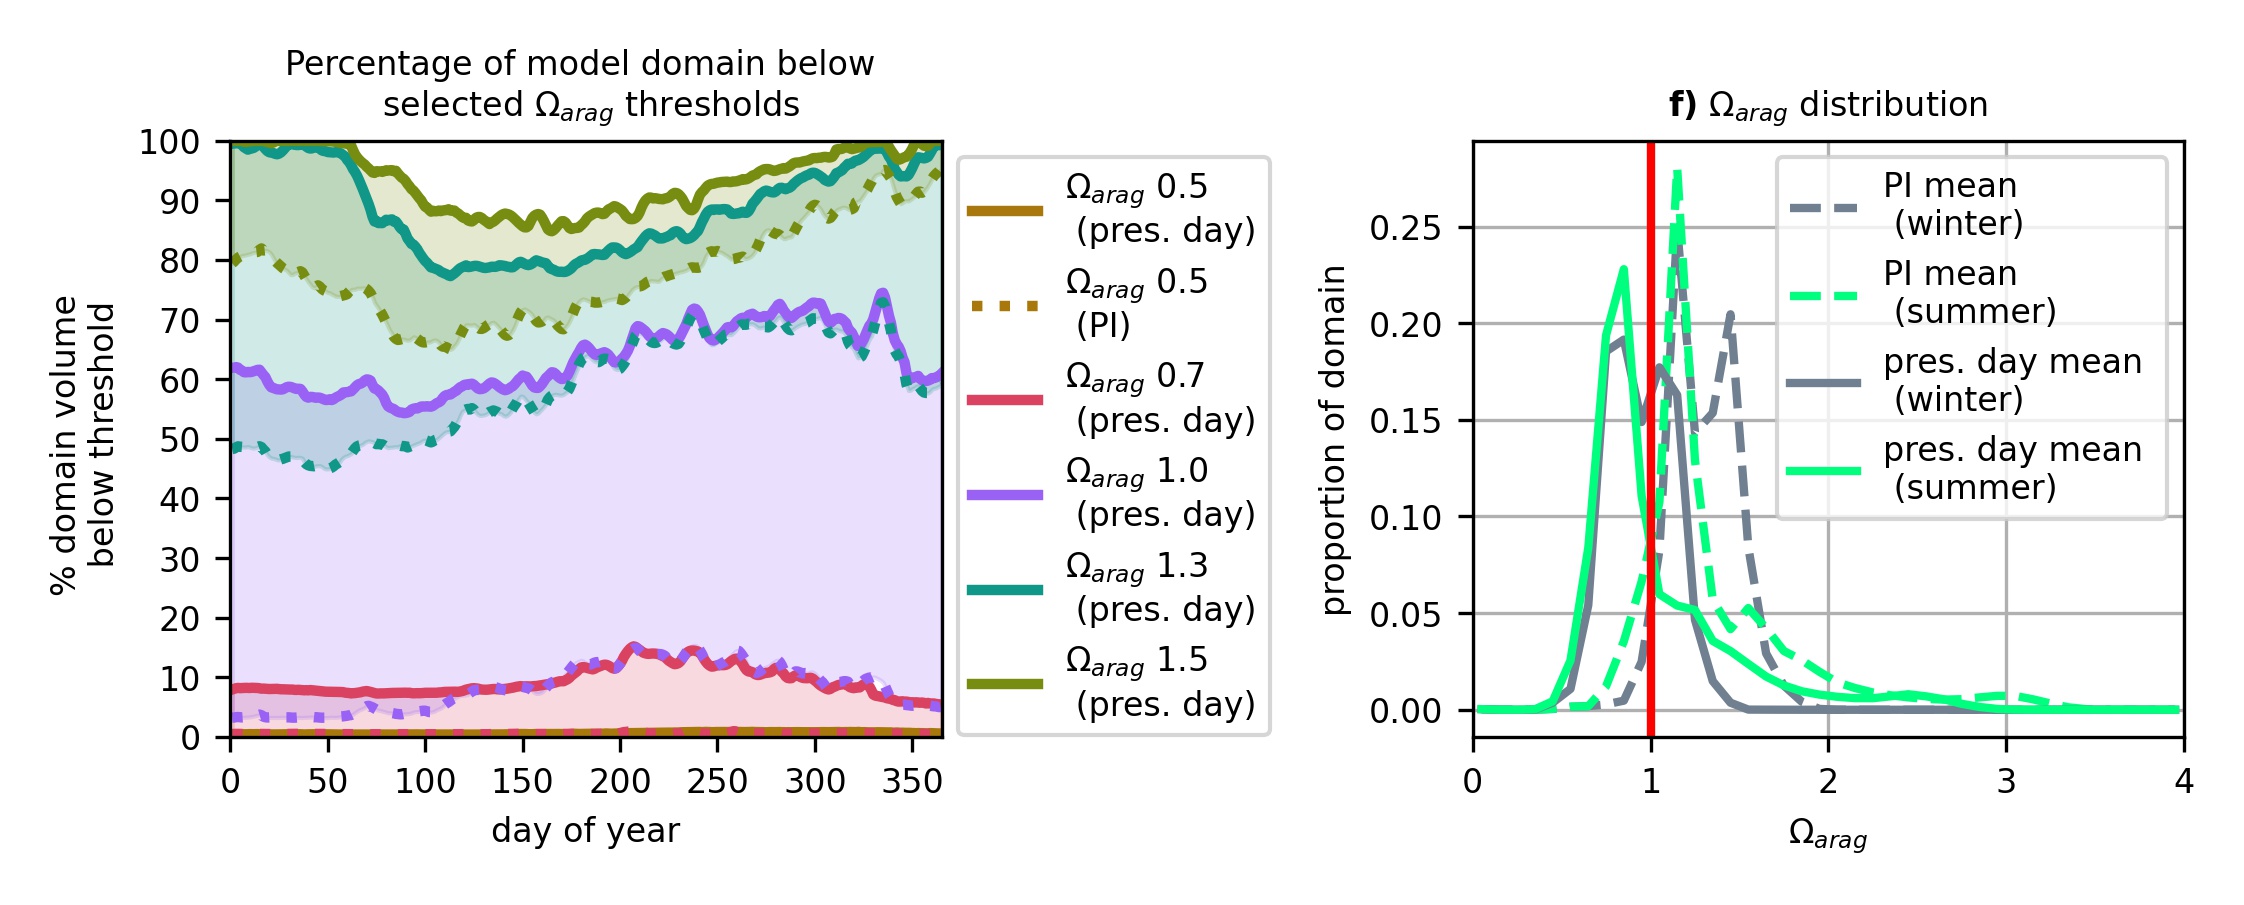 Percentage of model domain below
selected Ωarag thresholds
% domain volume
below threshold
100
90
80
70
60
50
40
30
20
10
0
0 50 100 150 200 250 300 350
day of year
Ωarag 0.5
(pres. day)
Ωarag 0.5
(PI)
Ωarag 0.7
(pres. day)
Ωarag 1.0
(pres. day)
Ωarag 1.3
(pres. day)
Ωarag 1.5
(pres. day)
f) Ωarag distribution
proportion of domain
0.25
0.20
0.15
0.10
0.05
0.00
0 1 2 3 4
Ωarag
PI mean
(winter)
PI mean
(summer)
pres. day mean
(winter)
pres. day mean
(summer)